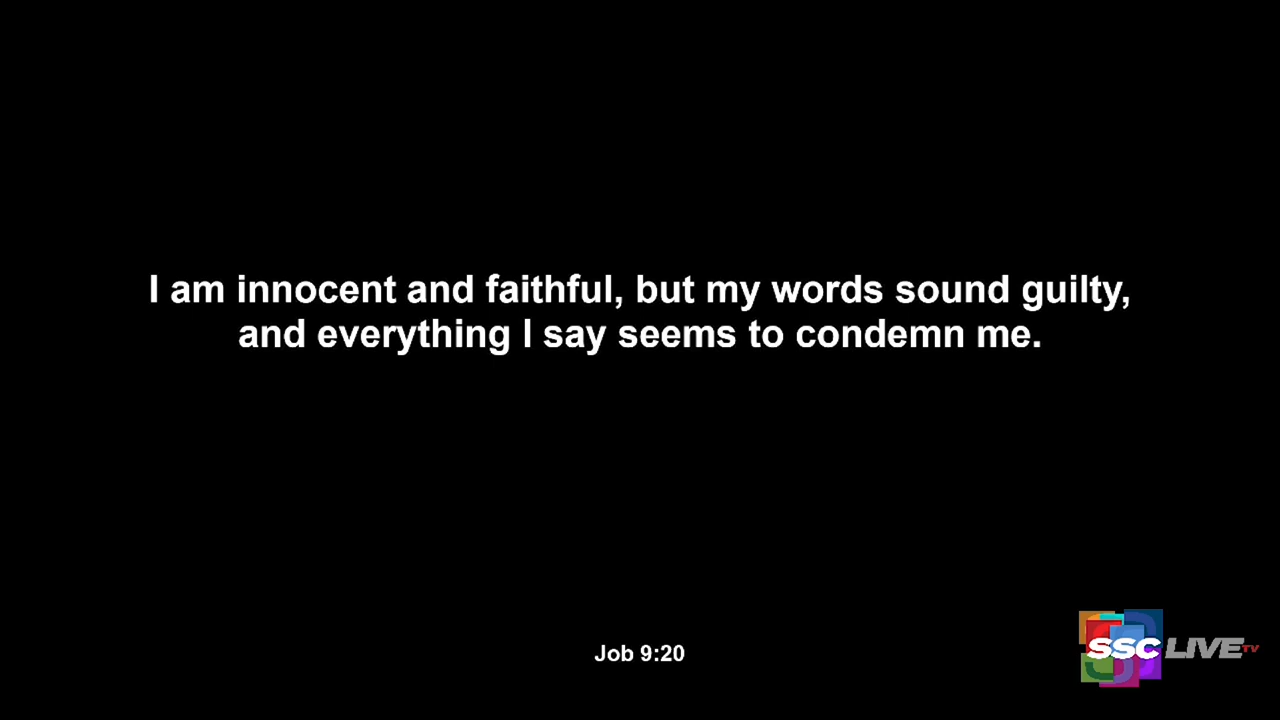 I am innocent and faithful, but my words sound guilty,
and everything I say seems to condemn me.
Job 9:20
SSC LIVE TV